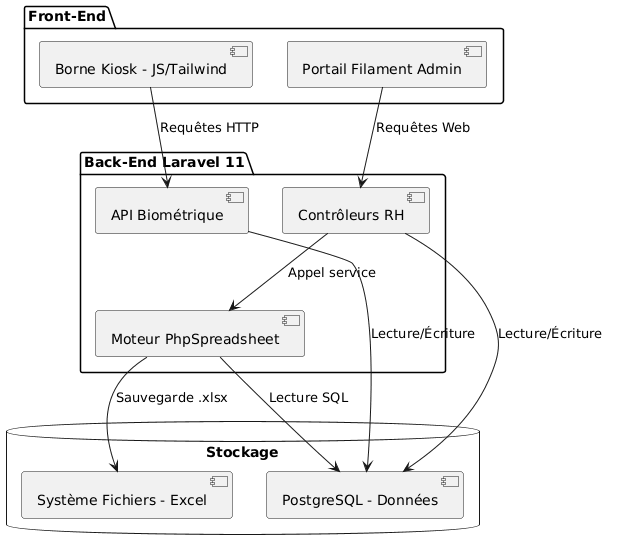 Front-End
Borne Kiosk - JS/Tailwind
Portail Filament Admin
Requêtes HTTP
Requêtes Web
Back-End Laravel 11
API Biométrique
Contrôleurs RH
Appel service
Moteur PhpSpreadsheet
Lecture/Écriture
Lecture/Écriture
Sauvegarde .xlsx
Lecture SQL
Stockage
Système Fichiers - Excel
PostgreSQL - Données